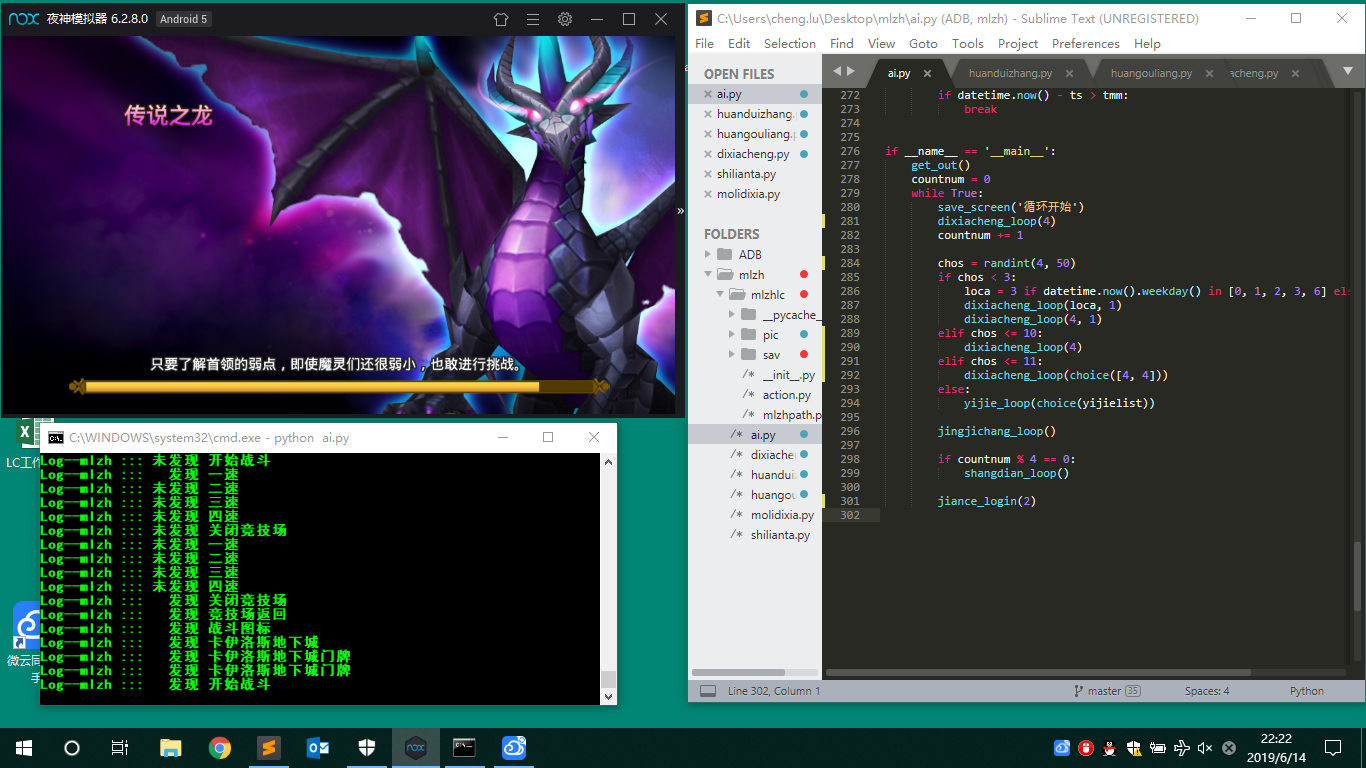 nox 夜神模拟器 6.2.8.0 Android 5
传说之龙
只要了解首领的弱点，即使魔灵们还很弱小，也敢进行挑战。
»
LC工作
微云同
手
C:\WINDOWS\system32\cmd.exe - python ai.py
Log--mlzh ::: 未发现 开始战斗
Log--mlzh ::: 发现 一速
Log--mlzh ::: 未发现 二速
Log--mlzh ::: 未发现 三速
Log--mlzh ::: 未发现 四速
Log--mlzh ::: 未发现 关闭竞技场
Log--mlzh ::: 未发现 一速
Log--mlzh ::: 未发现 二速
Log--mlzh ::: 未发现 三速
Log--mlzh ::: 未发现 四速
Log--mlzh ::: 发现 关闭竞技场
Log--mlzh ::: 发现 竞技场返回
Log--mlzh ::: 发现 战斗图标
Log--mlzh ::: 发现 卡伊洛斯地下城
Log--mlzh ::: 发现 卡伊洛斯地下城门牌
Log--mlzh ::: 发现 卡伊洛斯地下城门牌
Log--mlzh ::: 发现 开始战斗
C:\Users\cheng.lu\Desktop\mlzh\ai.py (ADB, mlzh) - Sublime Text (UNREGISTERED)
File Edit Selection Find View Goto Tools Project Preferences Help
OPEN FILES
ai.py
huanduizhang.
huangouliang.p
dixiacheng.py
shilianta.py
molidixia.py
FOLDERS
ADB
mlzh
mlzhlc
__pycache_
pic
sav
/* __init__.py
/* action.py
/* mlzhpath.p
/* ai.py
/* dixiache
/* huandui
/* huangou
/* molidixia.py
/* shilianta.py
ai.py huanduizhang.py huangouliang.py acheng.py
272 if datetime.now() - ts > tmm:
273 break
274
275
276 if __name__ == '__main__':
277 get_out()
278 countnum = 0
279 while True:
280 save_screen('循环开始')
281 dixiacheng_loop(4)
282 countnum += 1
283
284 chos = randint(4, 50)
285 if chos < 3:
286 loca = 3 if datetime.now().weekday() in [0, 1, 2, 3, 6] els
287 dixiacheng_loop(loca, 1)
288 dixiacheng_loop(4, 1)
289 elif chos <= 10:
290 dixiacheng_loop(4)
291 elif chos <= 11:
292 dixiacheng_loop(choice([4, 4]))
293 else:
294 yijie_loop(choice(yijielist))
295
296 jingjichang_loop()
297
298 if countnum % 4 == 0:
299 shangdian_loop()
300
301 jiance_login(2)
302
Line 302, Column 1 master 35 Spaces: 4 Python
22:22
2019/6/14